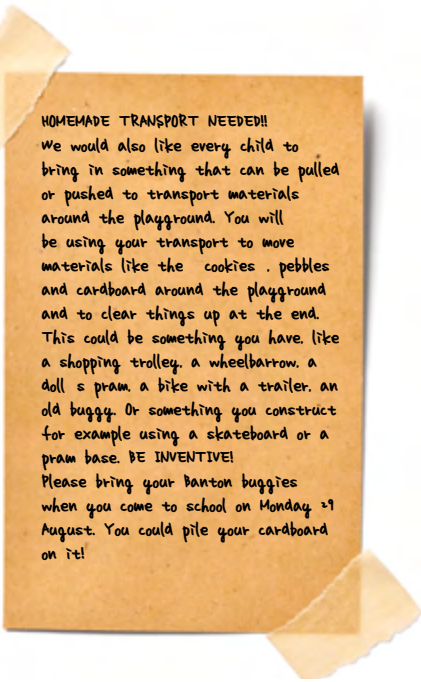 HOMEMADE TRANSPORT NEEDED!!
We would also like every child to
bring in something that can be pulled
or pushed to transport materials
around the playground. You will
be using your transport to move
materials like the cookies , pebbles
and cardboard around the playground
and to clear things up at the end.
This could be something you have, like
a shopping trolley, a wheelbarrow, a
doll s pram, a bike with a trailer, an
old buggy. Or something you construct
for example using a skateboard or a
pram base. BE INVENTIVE!
Please bring your Banton buggies
when you come to school on Monday 29
August. You could pile your cardboard
on it!